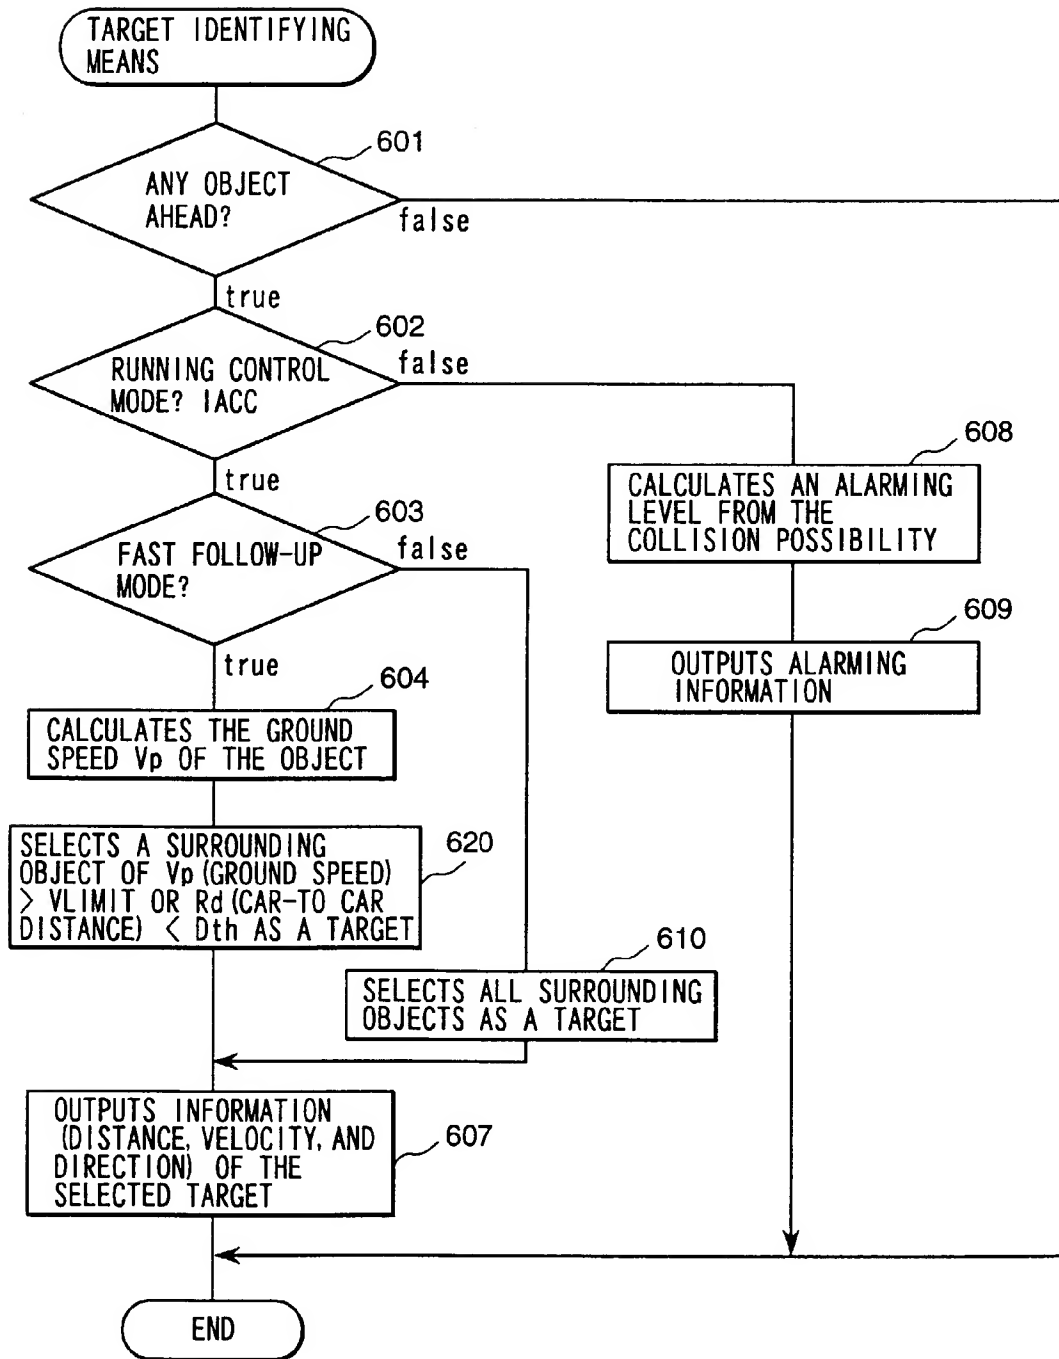 TARGET IDENTIFYING
MEANS
601
ANY OBJECT
AHEAD?
false
true
602
RUNNING CONTROL
MODE? IACC
false
true
603
FAST FOLLOW-UP
MODE?
false
true
608
CALCULATES AN ALARMING
LEVEL FROM THE
COLLISION POSSIBILITY
609
OUTPUTS ALARMING
INFORMATION
604
CALCULATES THE GROUND
SPEED Vp OF THE OBJECT
620
SELECTS A SURROUNDING
OBJECT OF Vp (GROUND SPEED)
> VLIMIT OR Rd (CAR-TO CAR
DISTANCE) < Dth AS A TARGET
610
SELECTS ALL SURROUNDING
OBJECTS AS A TARGET
607
OUTPUTS INFORMATION
(DISTANCE, VELOCITY, AND
DIRECTION) OF THE
SELECTED TARGET
END